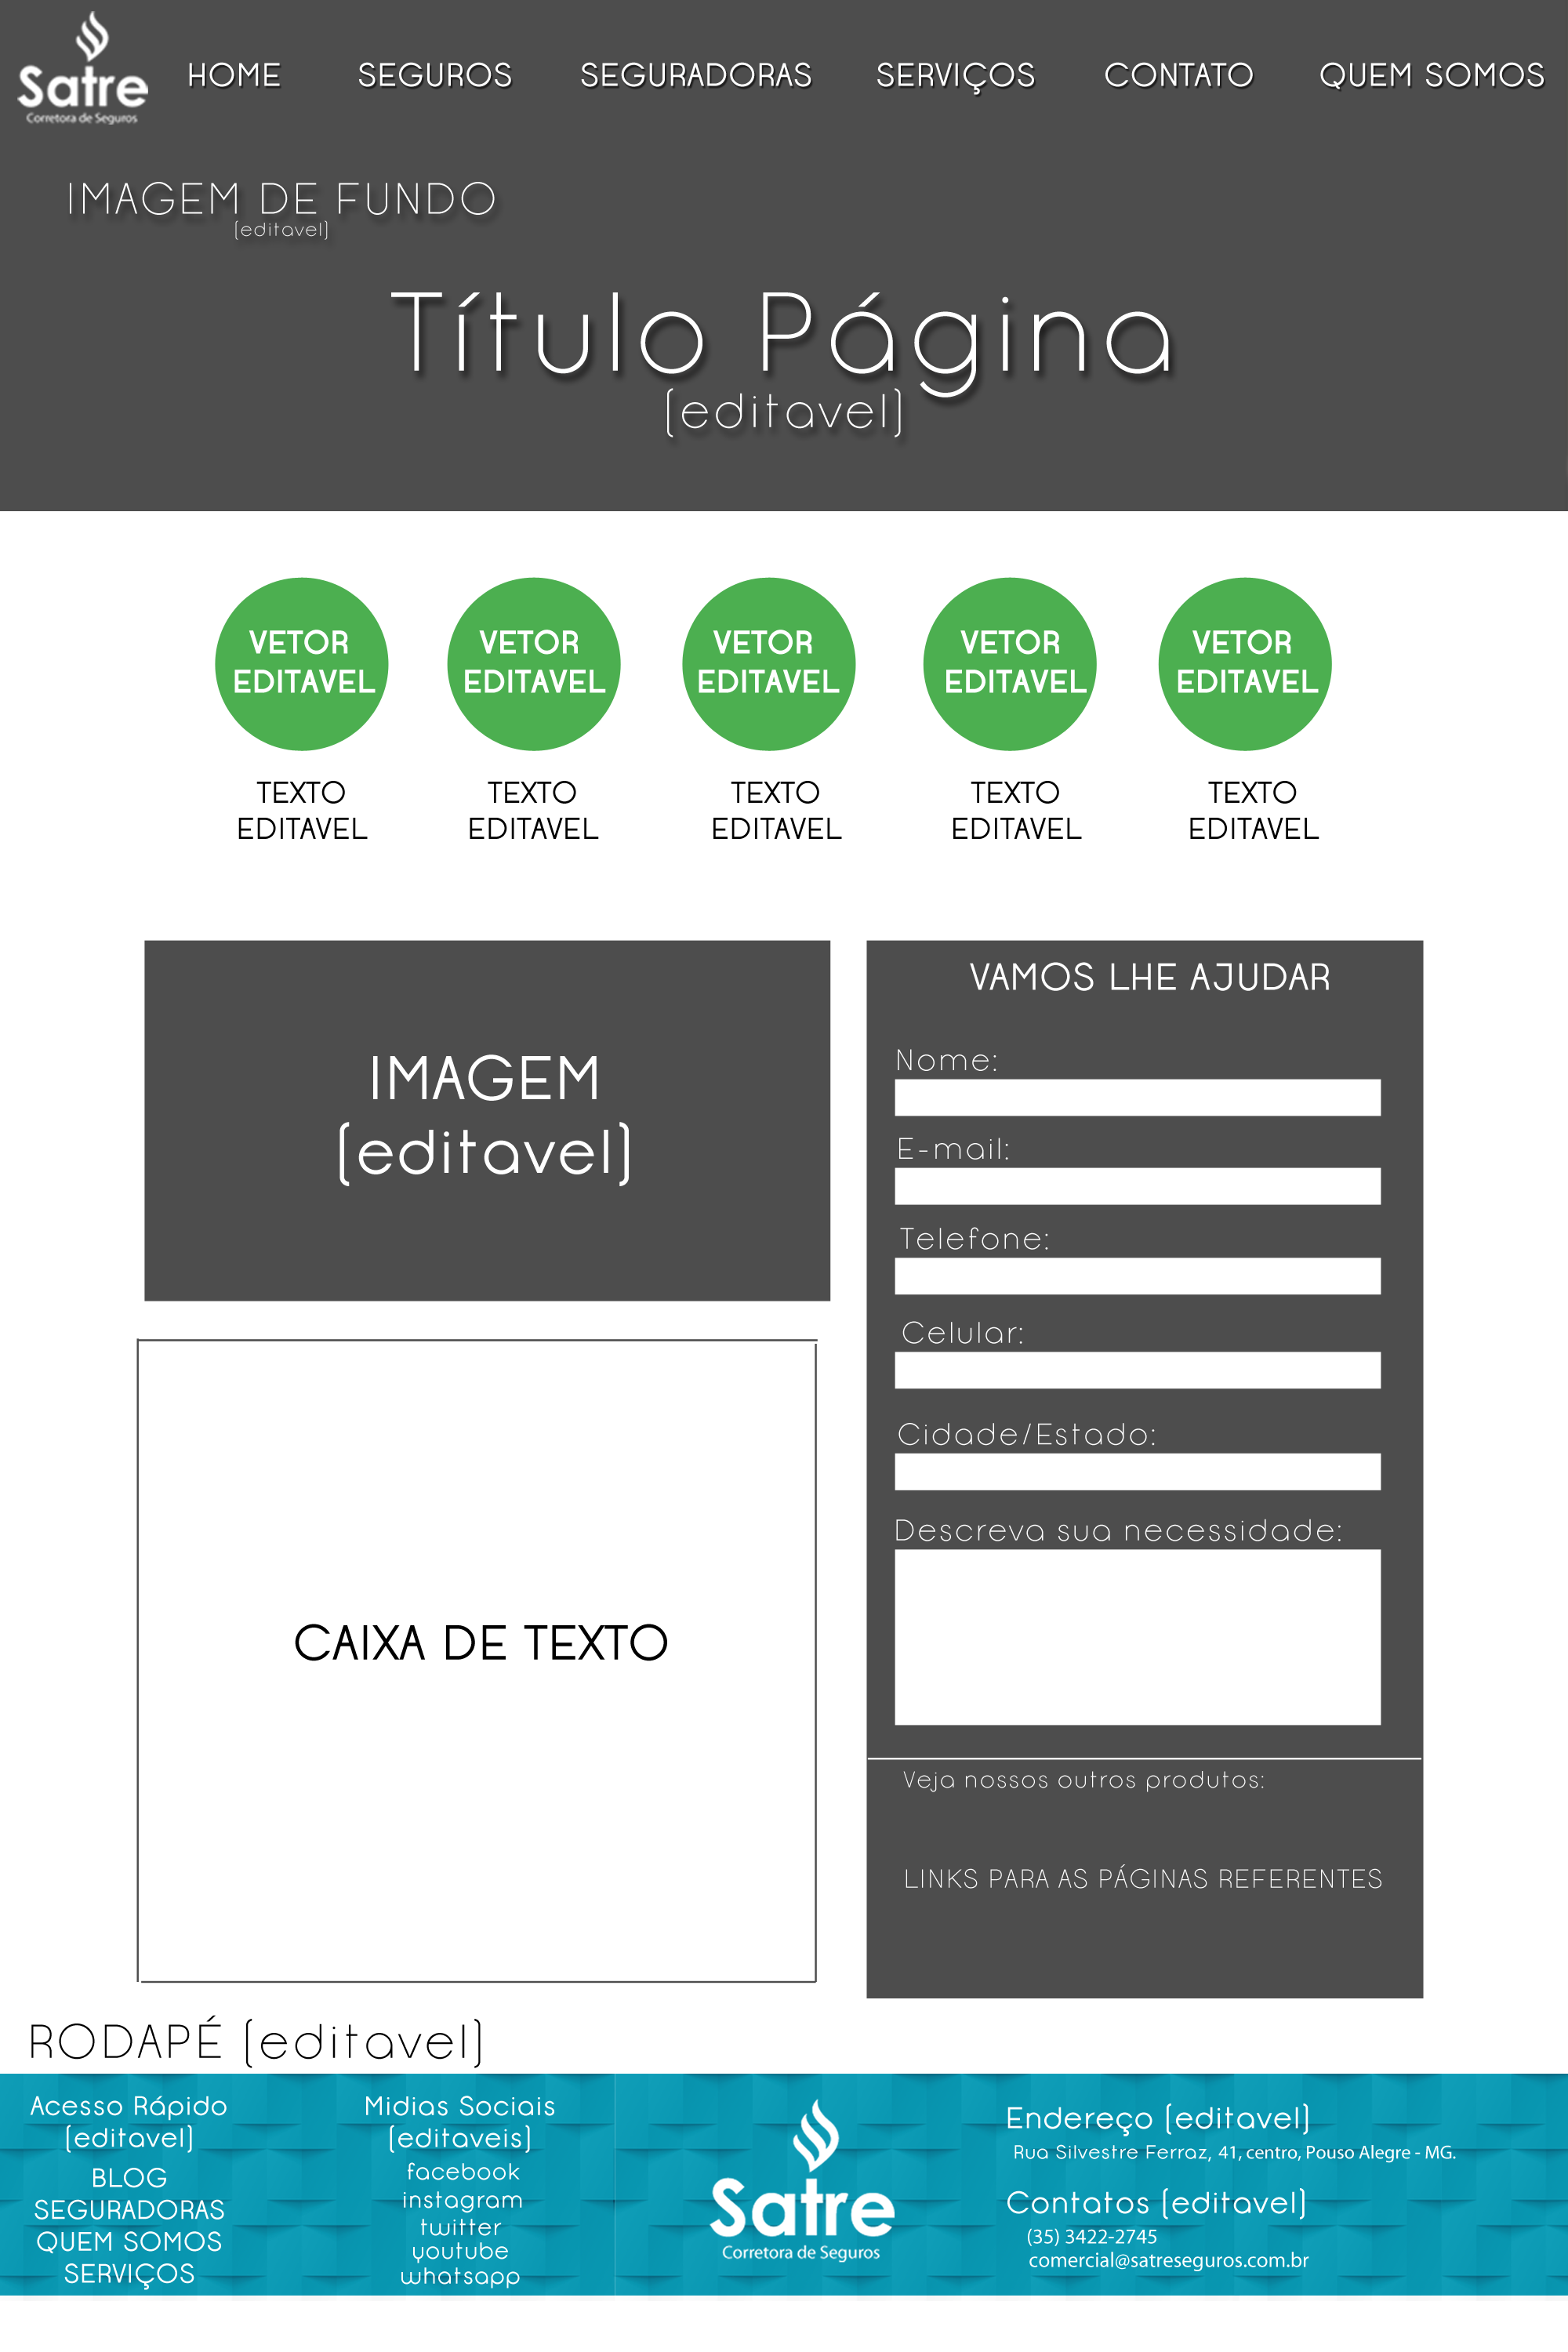 Satre
Corretora de Seguros
HOME SEGUROS SEGURADORAS SERVIÇOS CONTATO QUEM SOMOS
IMAGEM DE FUNDO
(editavel)
Título Página
(editavel)
VETOR EDITAVEL
VETOR EDITAVEL
VETOR EDITAVEL
VETOR EDITAVEL
VETOR EDITAVEL
TEXTO EDITAVEL
TEXTO EDITAVEL
TEXTO EDITAVEL
TEXTO EDITAVEL
TEXTO EDITAVEL
IMAGEM
(editavel)
CAIXA DE TEXTO
VAMOS LHE AJUDAR
Nome:
E-mail:
Telefone:
Celular:
Cidade/Estado:
Descreva sua necessidade:
Veja nossos outros produtos:
LINKS PARA AS PÁGINAS REFERENTES
RODAPÉ (editavel)
Acesso Rápido
(editavel)
BLOG
SEGURADORAS
QUEM SOMOS
SERVIÇOS
Midias Sociais
(editaveis)
facebook
instagram
twitter
youtube
whatsapp
Satre
Corretora de Seguros
Endereço (editavel)
Rua Silvestre Ferraz, 41, centro, Pouso Alegre - MG.
Contatos (editavel)
(35) 3422-2745
comercial@satreseguros.com.br